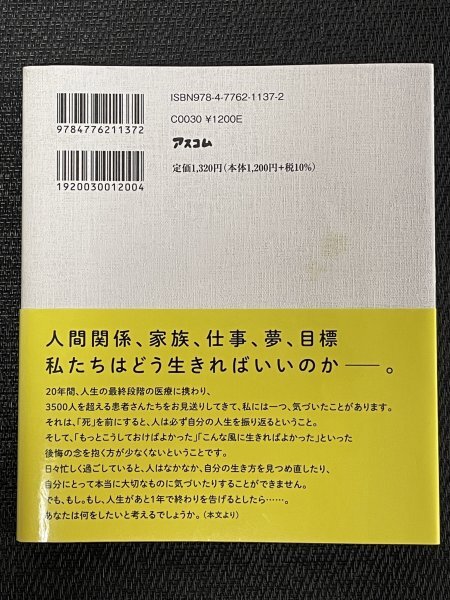 ISBN978-4-7762-1137-2
C0030 ¥1200E
アスコム
定価1,320円(本体1,200円+税10%)
9784776211372
1920030012004
人間関係、家族、仕事、夢、目標
私たちはどう生きればいいのか――。
20年間、人生の最終段階の医療に携わり、
3500人を超える患者さんたちをお見送りしてきて、私には一つ、気づいたことがあります。
それは、「死」を前にすると、人は必ず自分の人生を振り返るということ。
そして、「もっとこうしておけばよかった」「こんな風に生きればよかった」といった
後悔の念を抱く方が少なくないということです。
日々忙しく過ごしていると、人はなかなか、自分の生き方を見つめ直したり、
自分にとって本当に大切なものに気づいたりすることができません。
でも、もし。もし、人生があと1年で終わりを告げるとしたら……。
あなたは何をしたいと考えるでしょうか。(本文より)